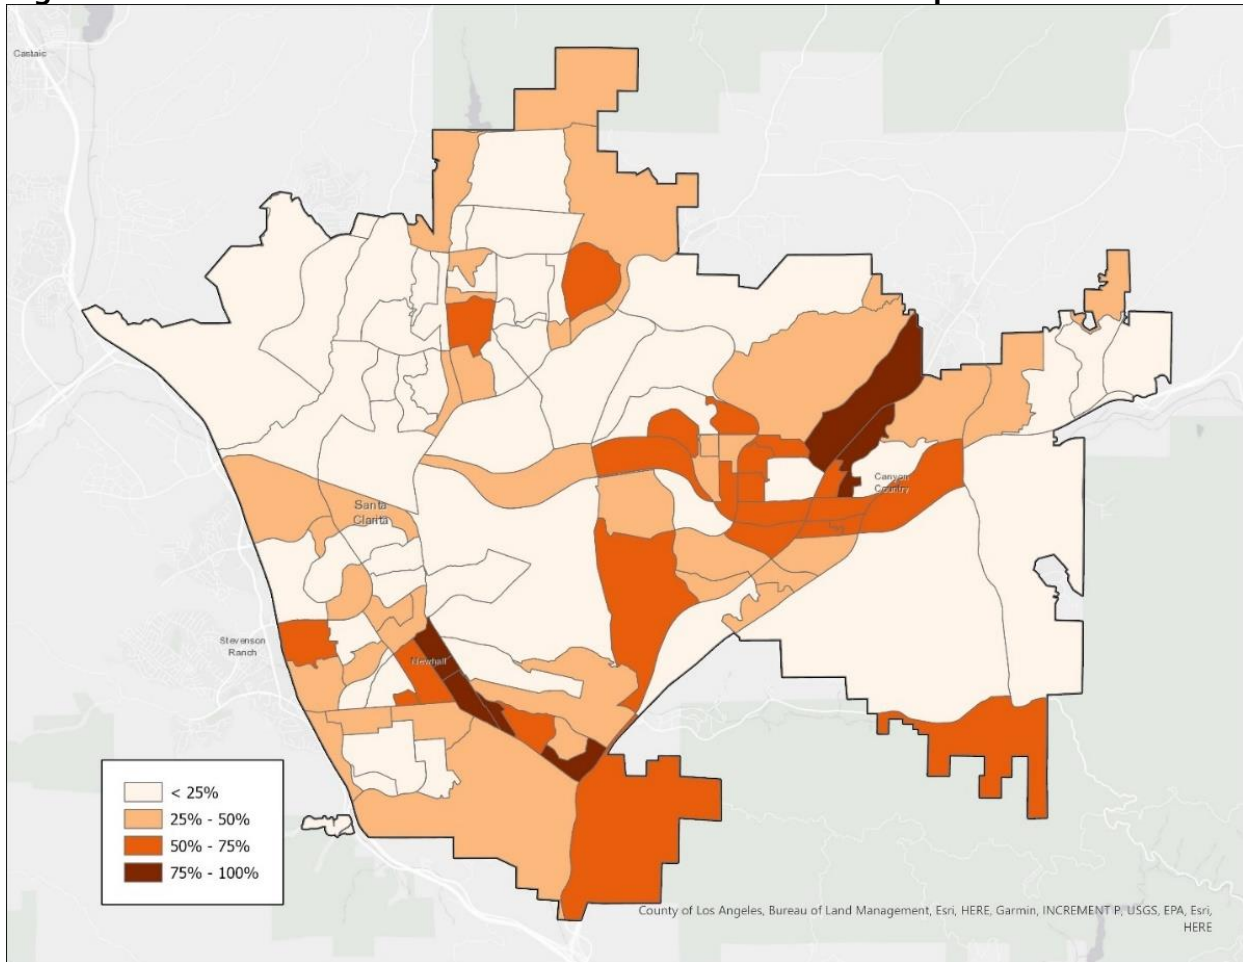 Castaic
Santa
Clarita
Canyon
Country
Stevenson
Ranch
Newhall
< 25%
25% - 50%
50% - 75%
75% - 100%
County of Los Angeles, Bureau of Land Management, Esri, HERE, Garmin, INCREMENT P, USGS, EPA, Esri,
HERE